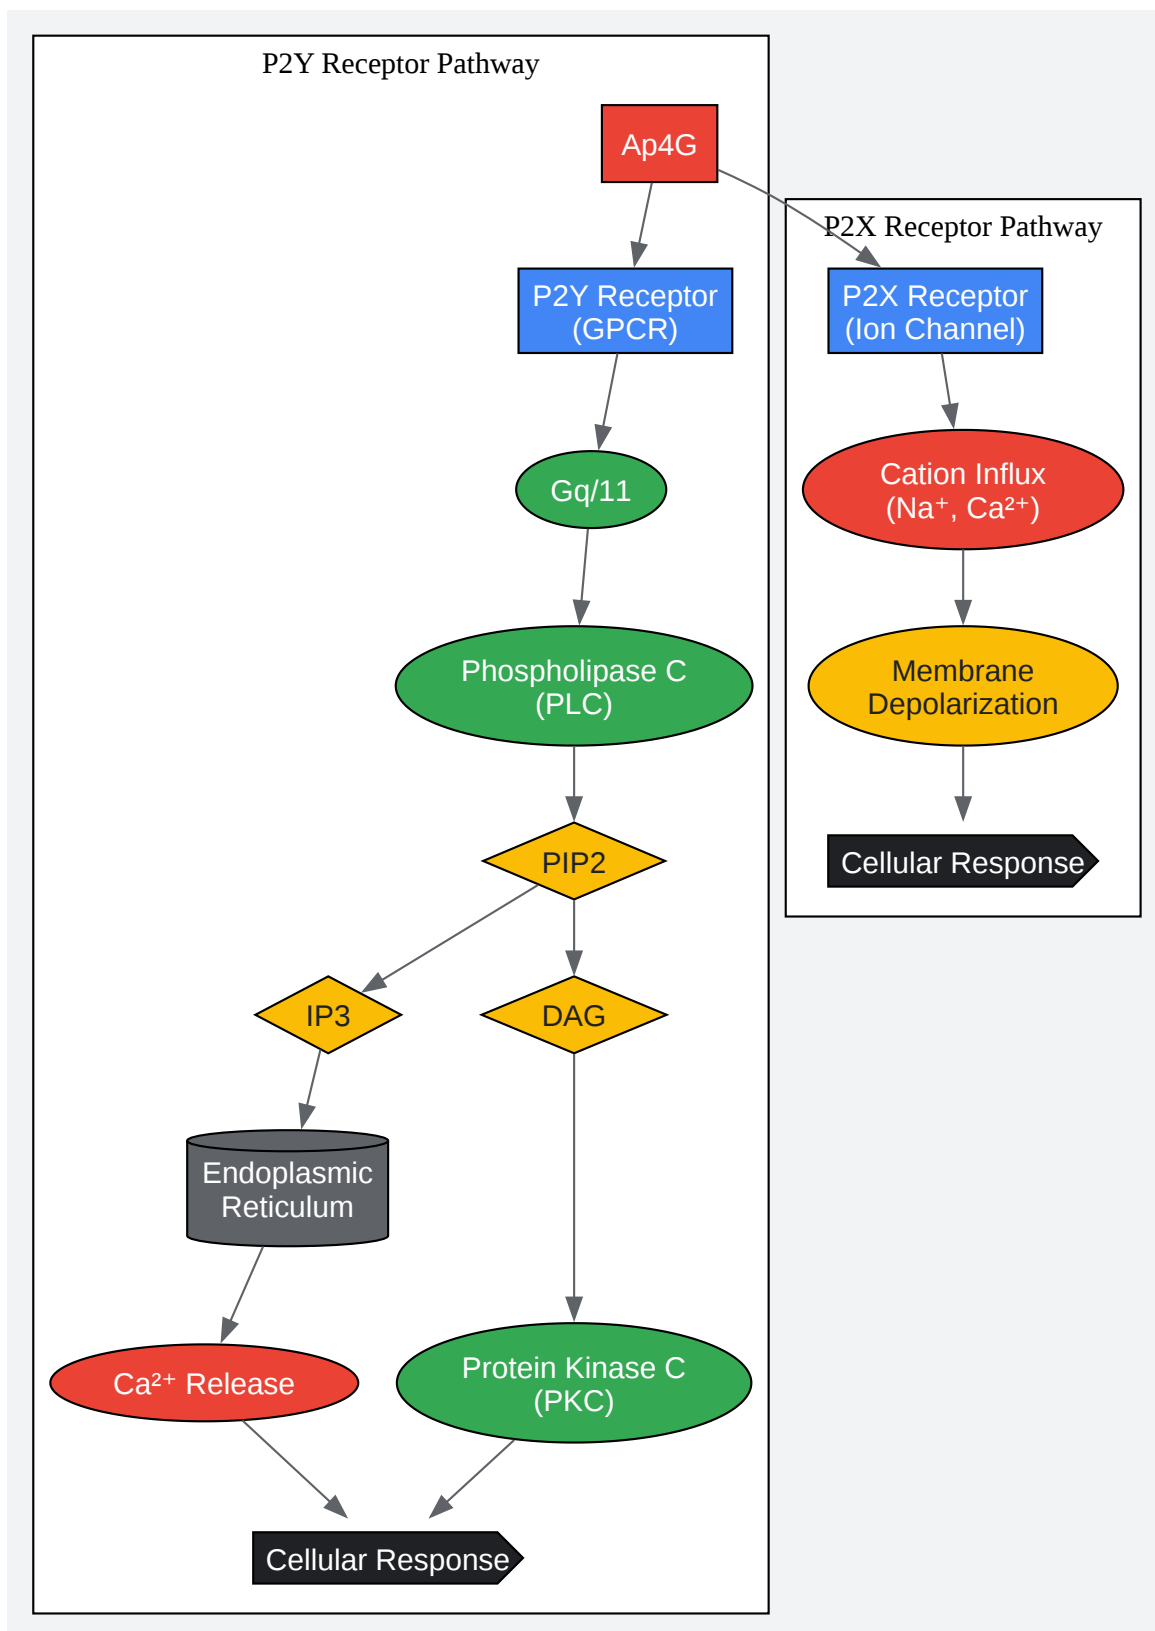 P2Y Receptor Pathway
Ap4G
P2X Receptor Pathway
P2Y Receptor
(GPCR)
P2X Receptor
(Ion Channel)
Gq/11
Cation Influx
(Na⁺, Ca²⁺)
Phospholipase C
(PLC)
Membrane
Depolarization
PIP2
Cellular Response
IP3
DAG
Endoplasmic
Reticulum
Ca²⁺ Release
Protein Kinase C
(PKC)
Cellular Response